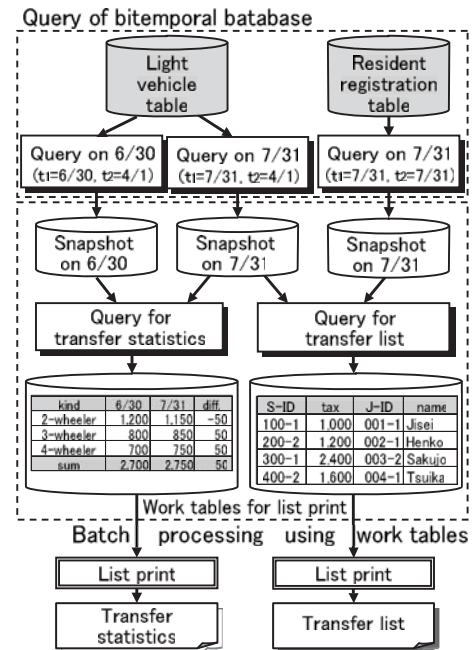 Query of bitemporal batabase
Light
vehicle
table
Resident
registration
table
Query on 6/30
(t1=6/30, t2=4/1)
Query on 7/31
(t1=7/31, t2=4/1)
Query on 7/31
(t1=7/31, t2=7/31)
Snapshot
on 6/30
Snapshot
on 7/31
Snapshot
on 7/31
Query for
transfer statistics
Query for
transfer list
kind 6/30 7/31 diff.
2-wheeler 1,200 1,150 -50
3-wheeler 800 850 50
4-wheeler 700 750 50
sum 2,700 2,750 50
S-ID tax J-ID name
100-1 1,000 001-1 Jisei
200-2 1,200 002-1 Henko
300-1 2,400 003-2 Sakujo
400-2 1,600 004-1 Tsuika
Work tables for list print
Batch processing using work tables
List print
List print
Transfer
statistics
Transfer list